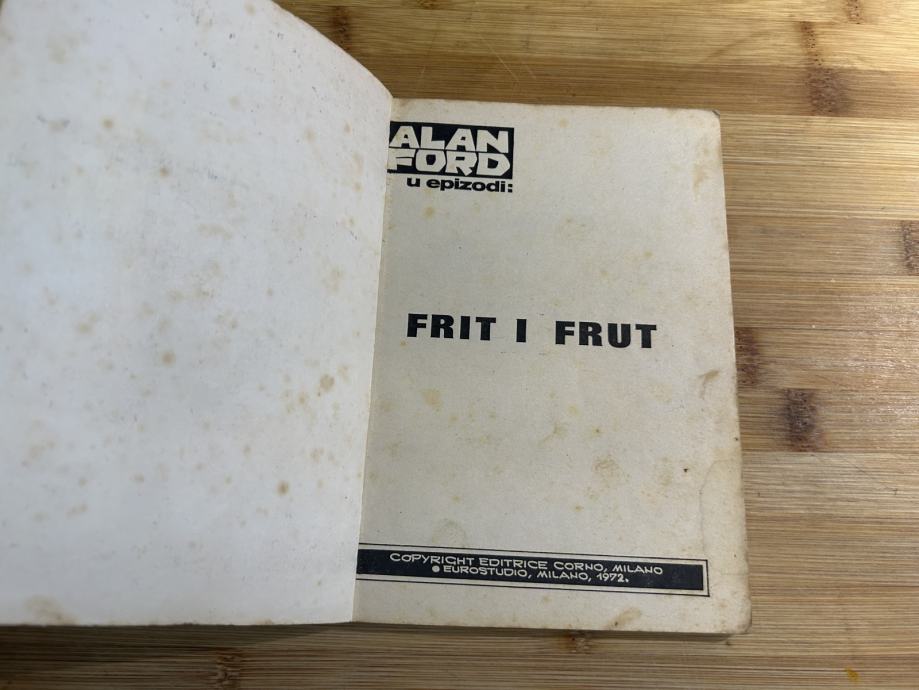 ALAN
FORD
u epizodi:
FRIT I FRUT
COPYRIGHT EDITRICE CORNO, MILANO
● EUROSTUDIO, MILANO, 1972.